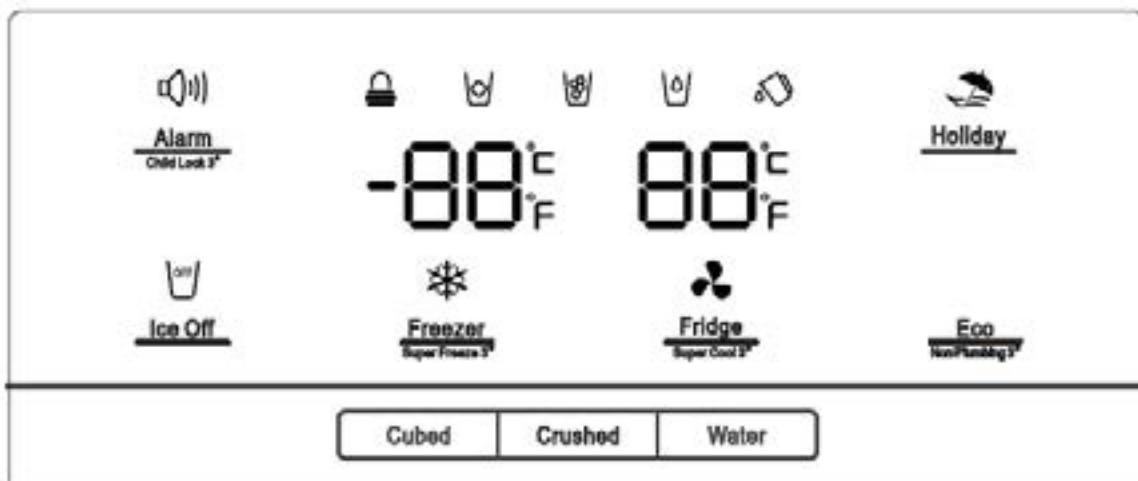 Alarm
Child Lock 3"
-88°C °F
88°C °F
Holiday
OFF
Ice Off
Freezer
Super Freeze 3"
Fridge
Super Cool 3"
Eco
Non Plumbing 3"
Cubed
Crushed
Water